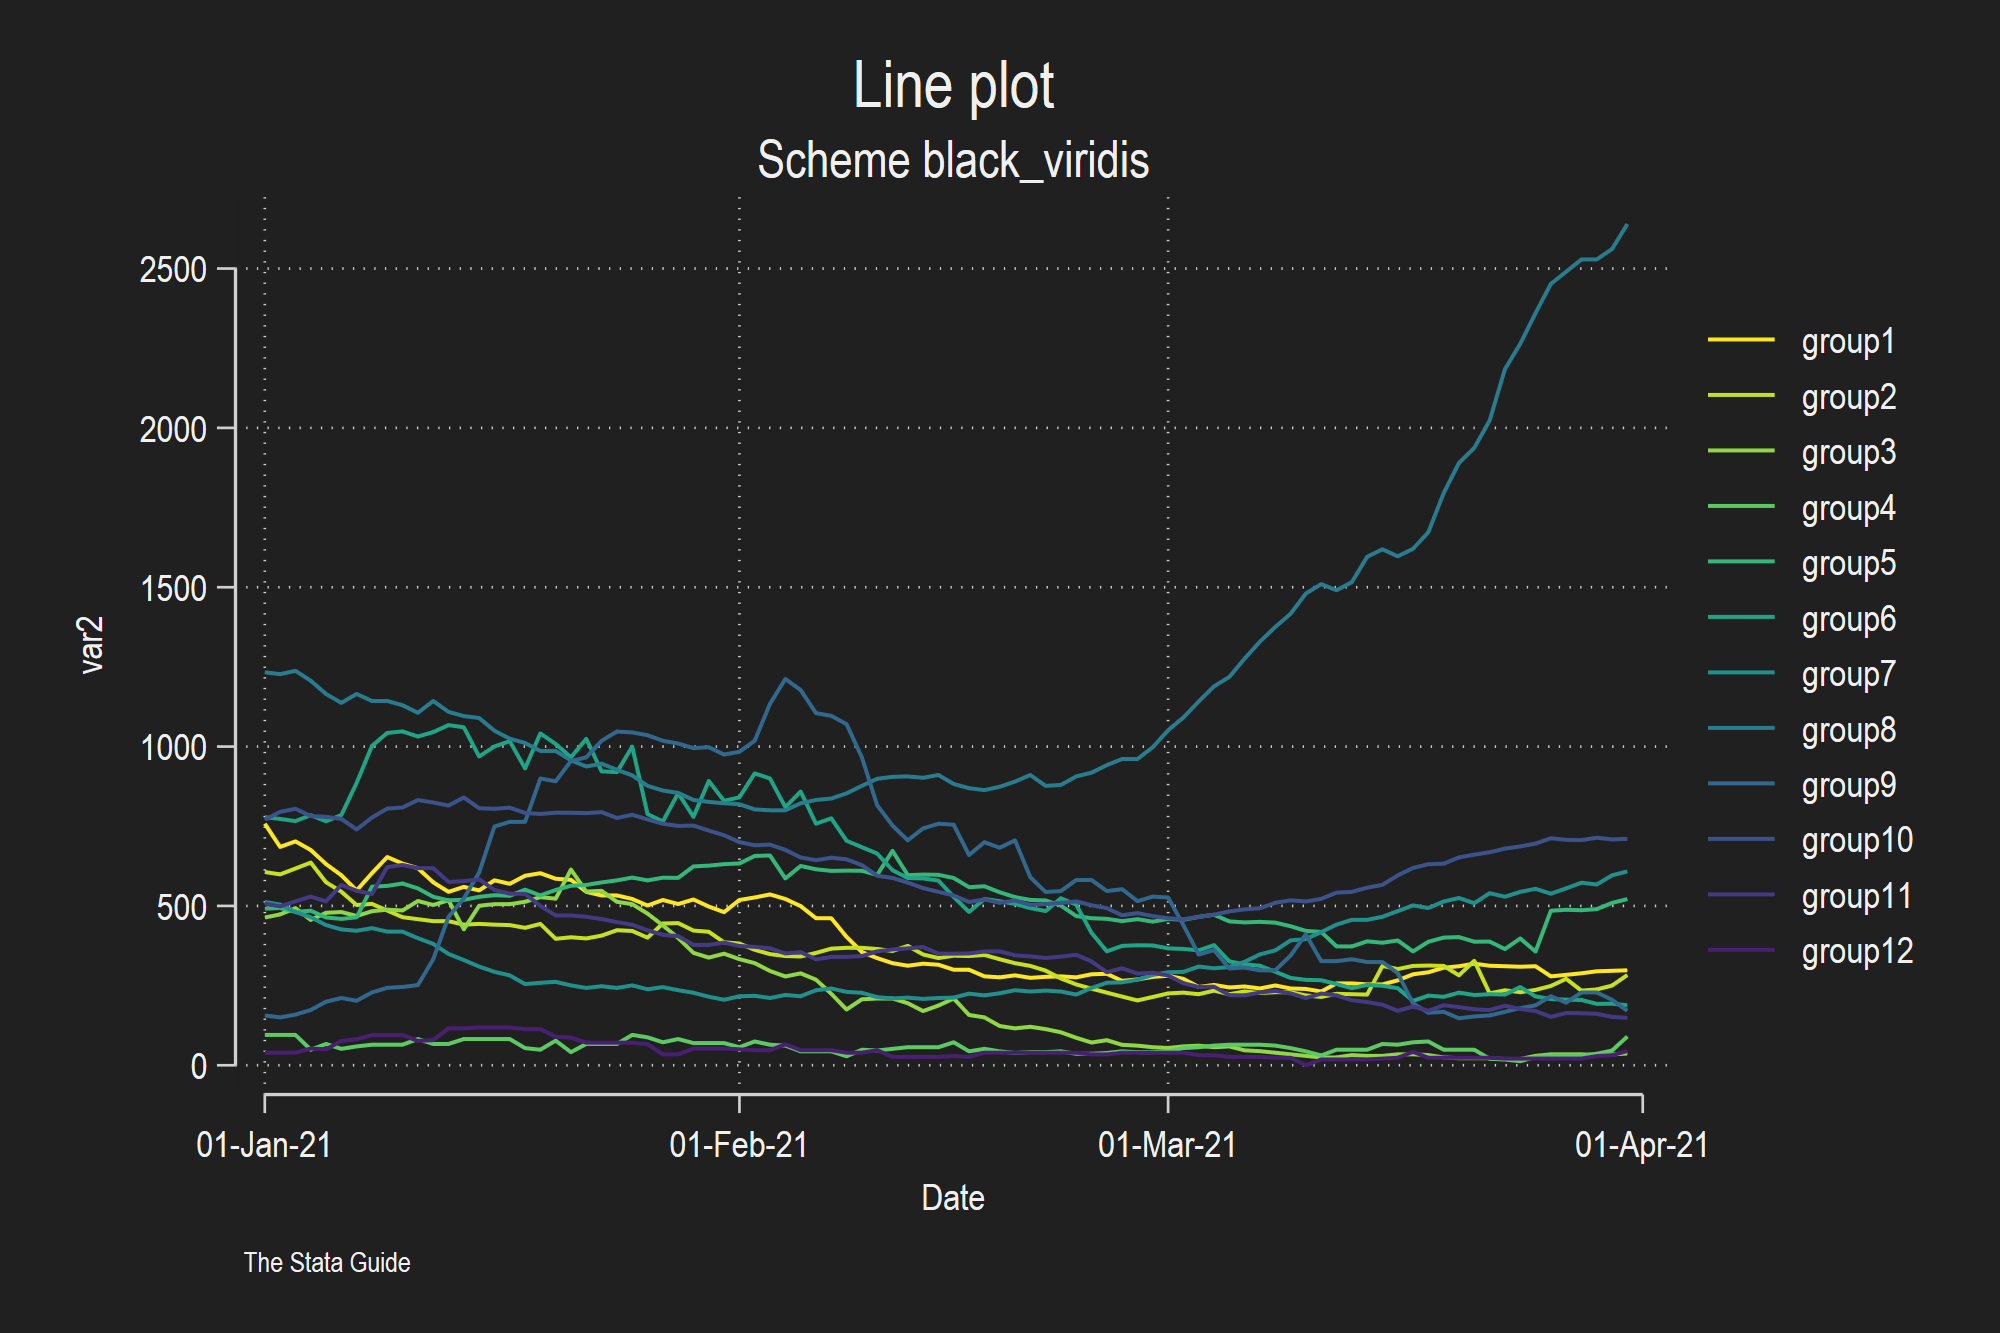 Line plot
Scheme black_viridis
var2
2500
2000
1500
1000
500
0
01-Jan-21
01-Feb-21
01-Mar-21
01-Apr-21
Date
group1
group2
group3
group4
group5
group6
group7
group8
group9
group10
group11
group12
The Stata Guide